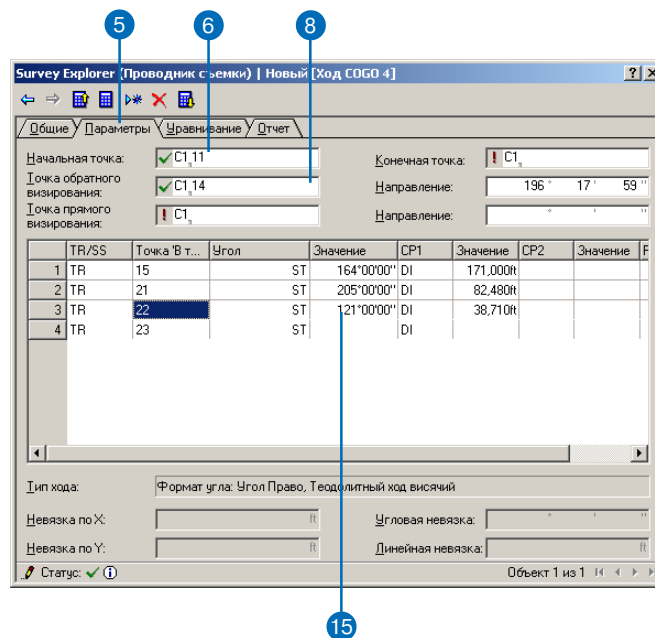 5 6 8
Survey Explorer (Проводник съемки) | Новый [Ход COGO 4]
Общие Параметры Уравнивание Отчет
Начальная точка: C1,11 Конечная точка: C1,
Точка обратного визирования: C1,14 Направление: 196 ° 17 ' 59 "
Точка прямого визирования: C1, Направление: ° ' "
TR/SS Точка 'В т... Угол Значение CP1 Значение CP2 Значение F
1 TR 15 ST 164°00'00" DI 171,000ft
2 TR 21 ST 205°00'00" DI 82,480ft
3 TR 22 ST 121°00'00" DI 38,710ft
4 TR 23 ST DI
Тип хода: Формат угла: Угол Право, Теодолитный ход висячий
Невязка по X: ft Угловая невязка: ° ' "
Невязка по Y: ft Линейная невязка: ft
Статус: Объект 1 из 1
15